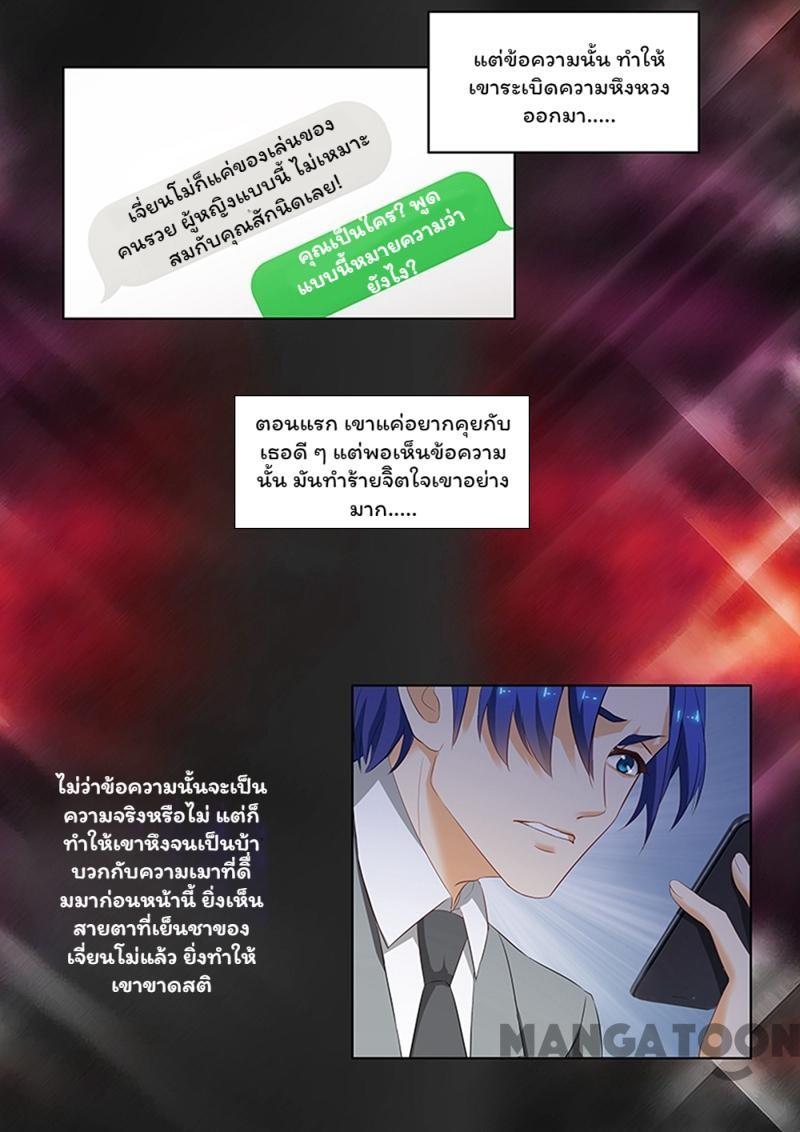 แต่ข้อความนั้น ทำให้
เขาระเบิดความหึงหวง
ออกมา.....
เจี่ยนโม่ก็แค่ของเล่นของ
คนรวย ผู้หญิงแบบนี้ ไม่เหมาะ
สมกับคุณสักนิดเลย!
คุณเป็นใคร? พูด
แบบนี้หมายความว่า
ยังไง?
ตอนแรก เขาแค่อยากคุยกับ
เธอดี ๆ แต่พอเห็นข้อความ
นั้น มันทำร้ายจิตใจเขาอย่าง
มาก.....
ไม่ว่าข้อความนั้นจะเป็น
ความจริงหรือไม่ แต่ก็
ทำให้เขาหึงจนเป็นบ้า
บวกกับความเมาที่ดื่
มมาก่อนหน้านี้ ยิ่งเห็น
สายตาที่เย็นชาของ
เจี่ยนโม่แล้ว ยิ่งทำให้
เขาขาดสติ
MANGATOON